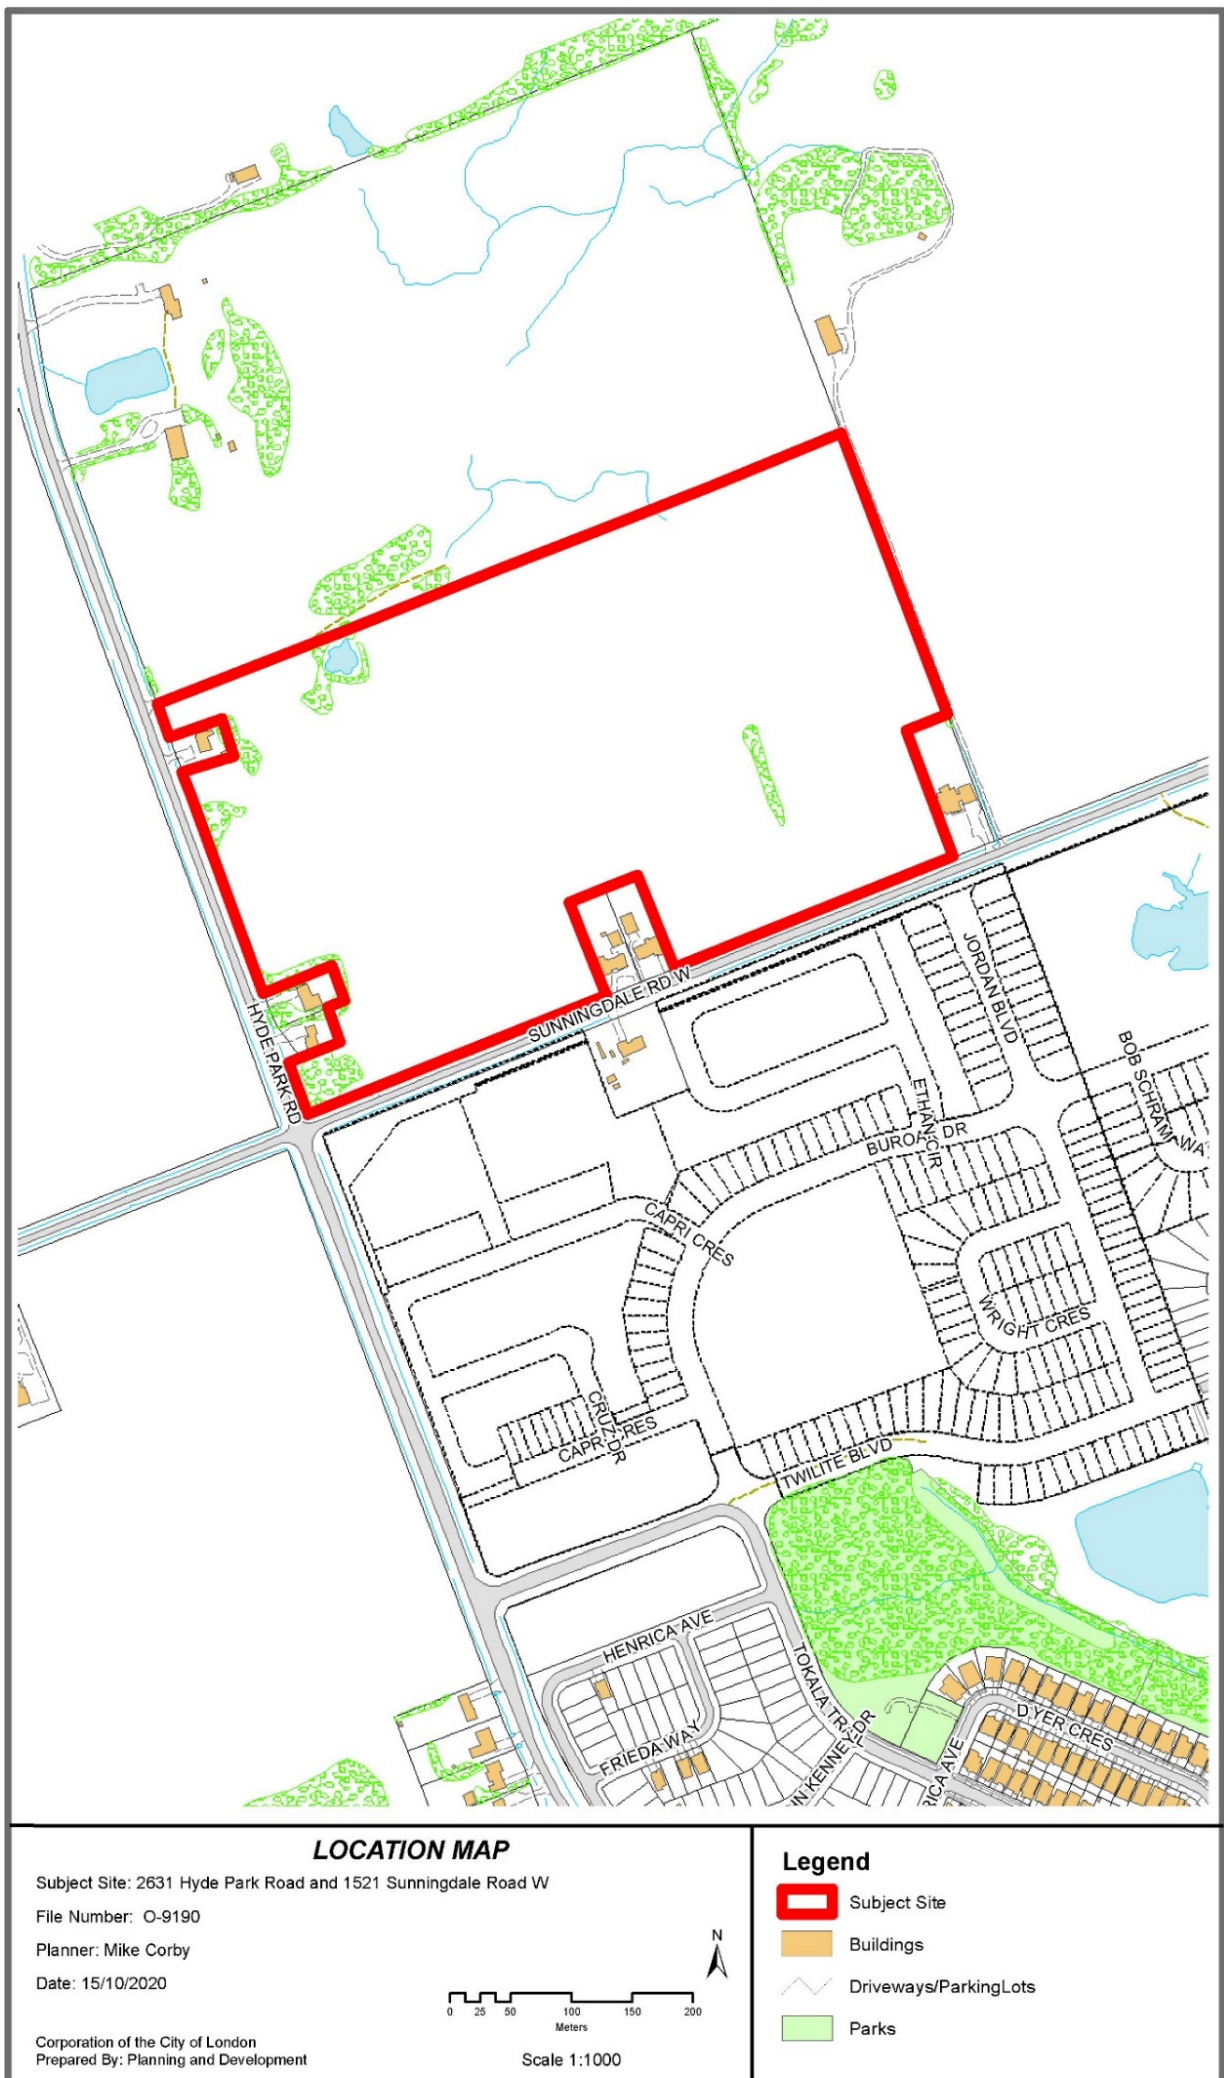 HYDE PARK RD
SUNNINGDALE RD W
JORDAN BLVD
BOB SCHRAM WA
ETHAN CIR
DR
CAPRI CRES
WRIGHT CRES
CRUZ DR
CAPRI CRES
TWILITE BLVD
HENRICA AVE
TOKALA TR
FRIEDA WAY
N KENNEY DR
RICA AVE
DYER CRES
LOCATION MAP
Subject Site: 2631 Hyde Park Road and 1521 Sunningdale Road W
File Number: O-9190
Planner: Mike Corby
Date: 15/10/2020
Corporation of the City of London
Prepared By: Planning and Development
N
0 25 50 100 150 200
Meters
Scale 1:1000
Legend
Subject Site
Buildings
Driveways/ParkingLots
Parks